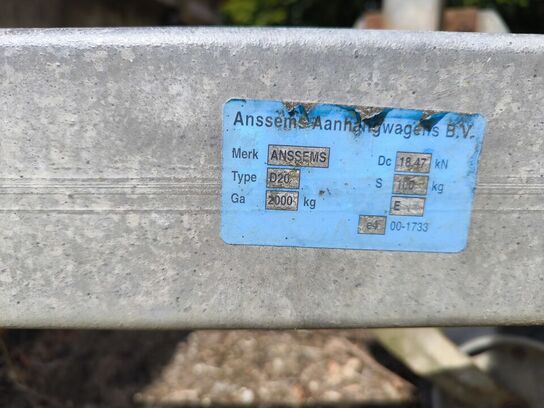 Anssems Aanhangwagens B.V.
Merk ANSSEMS Dc 18.47 kN
Type D20 S 100 kg
Ga 2000 kg E
e4 00-1733